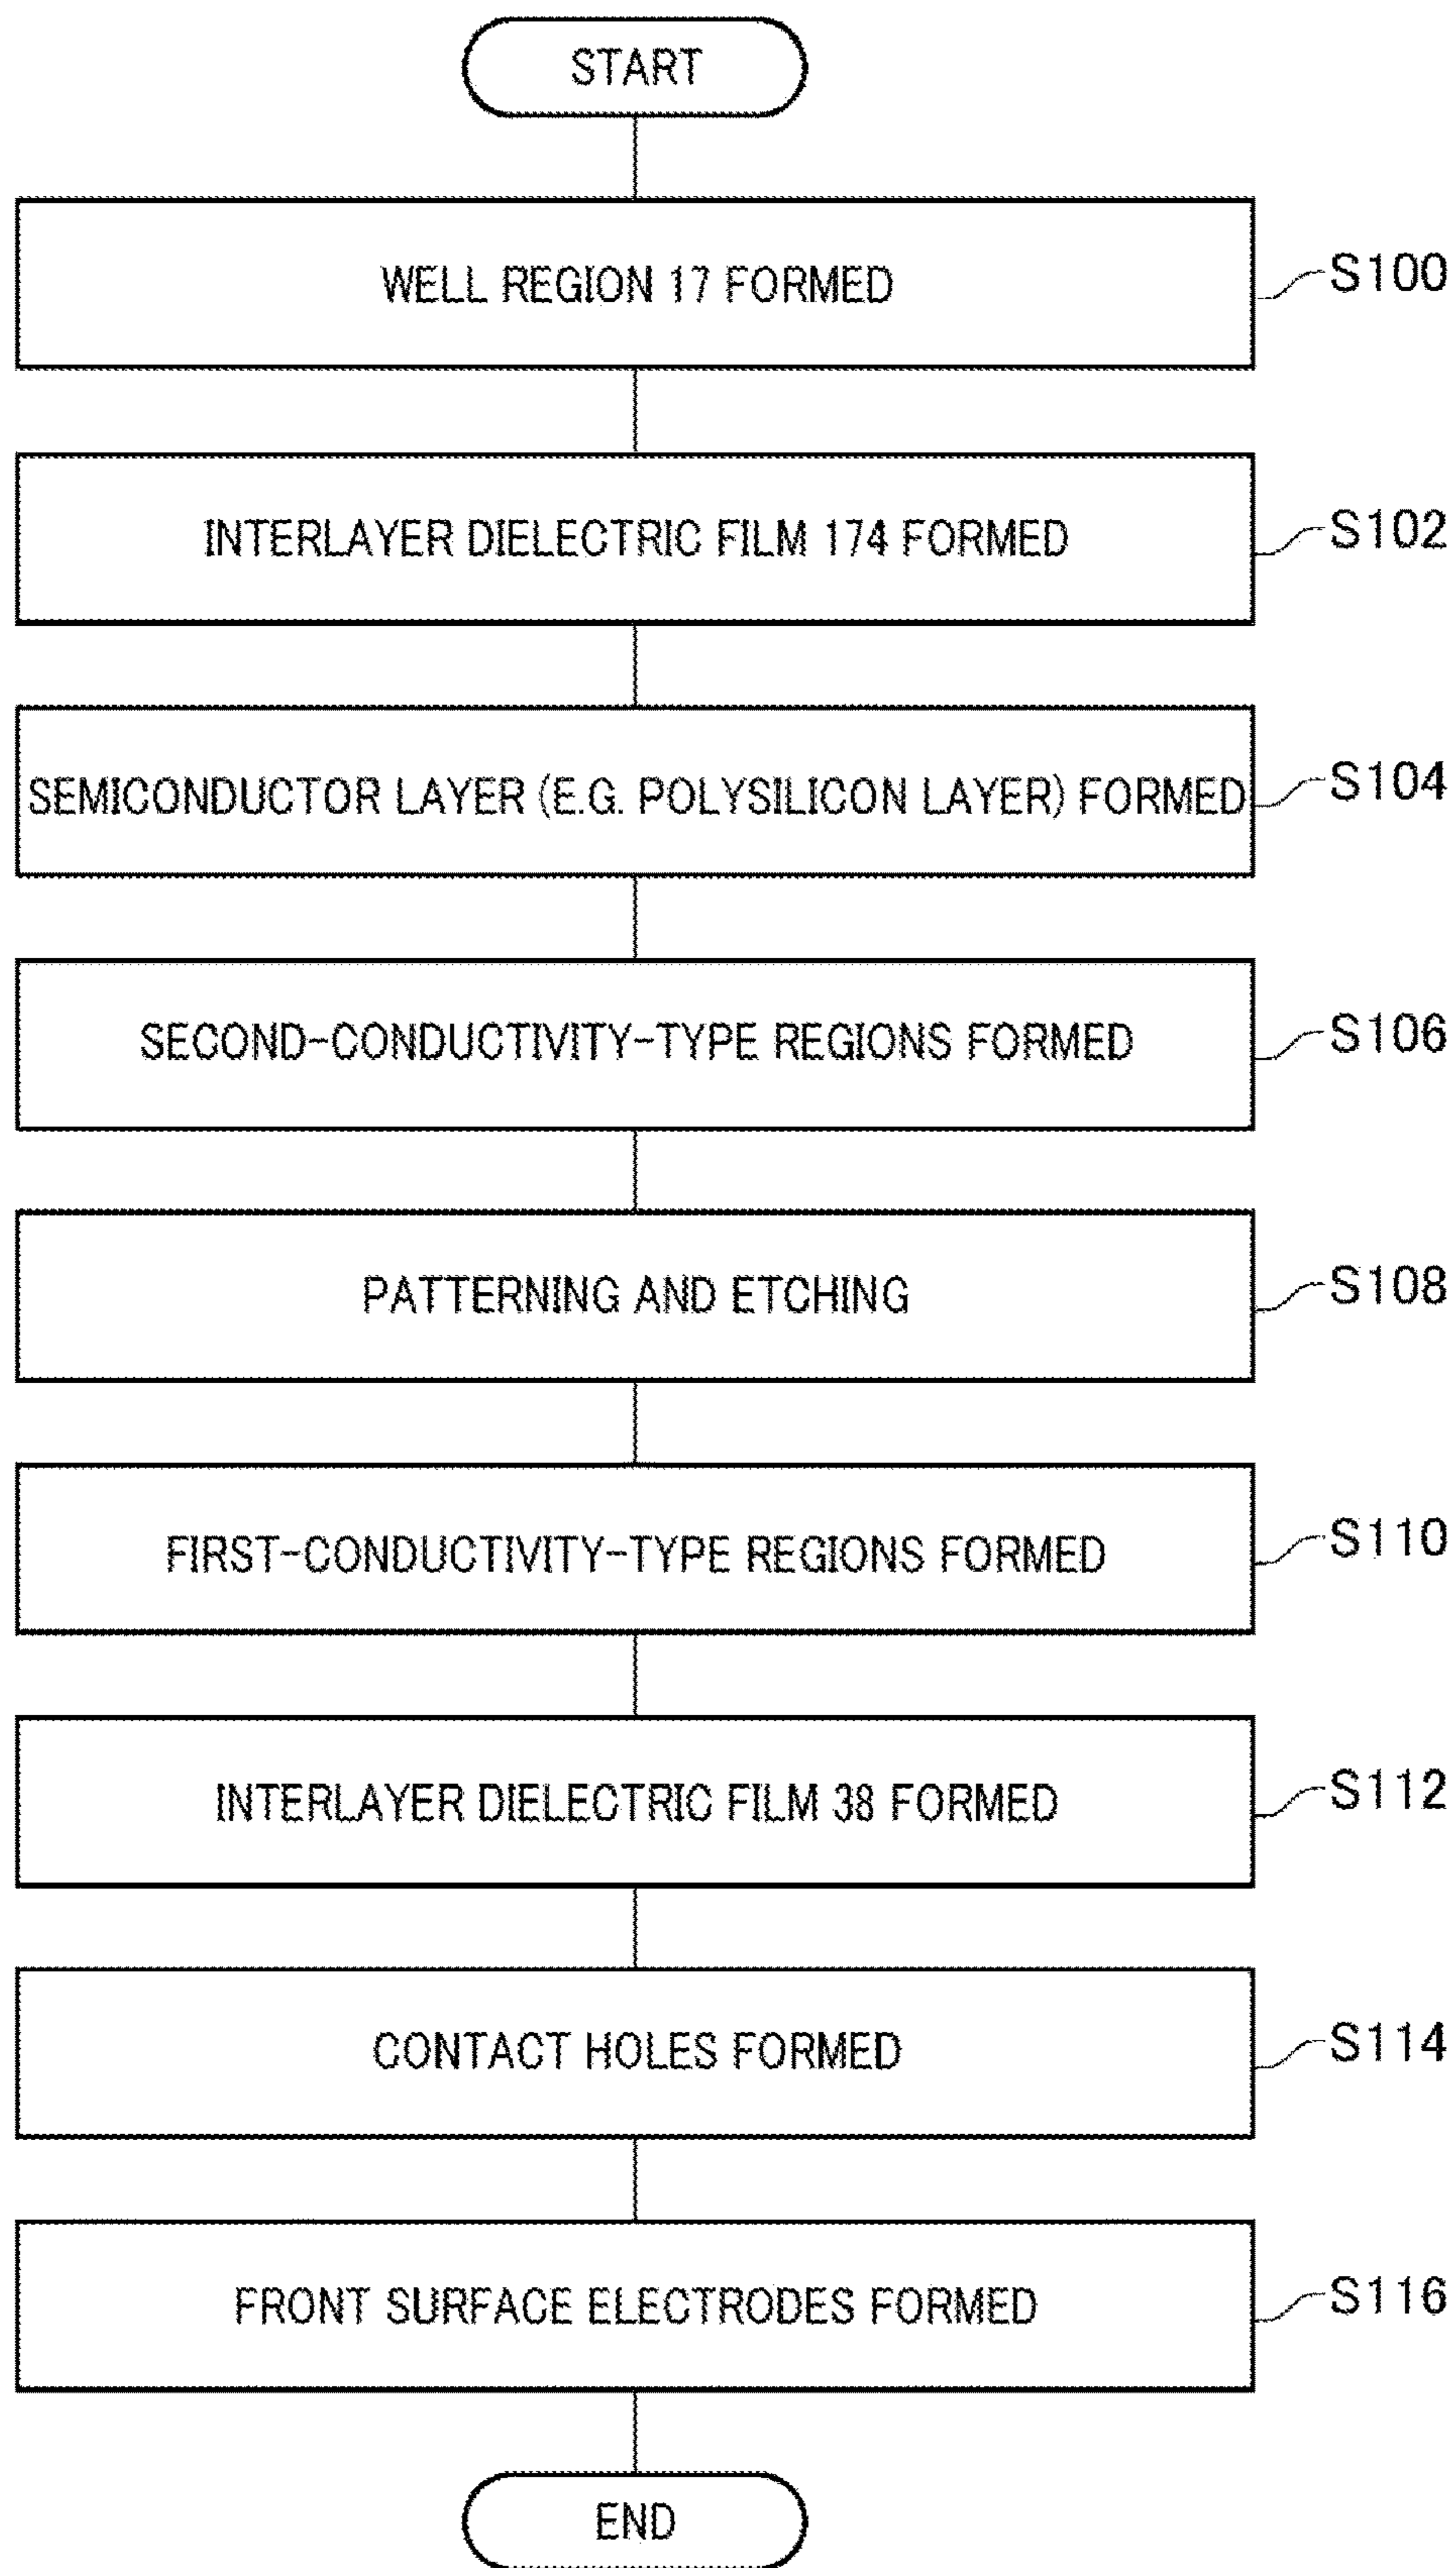 START
WELL REGION 17 FORMED
S100
INTERLAYER DIELECTRIC FILM 174 FORMED
S102
SEMICONDUCTOR LAYER (E.G. POLYSILICON LAYER) FORMED
S104
SECOND-CONDUCTIVITY-TYPE REGIONS FORMED
S106
PATTERNING AND ETCHING
S108
FIRST-CONDUCTIVITY-TYPE REGIONS FORMED
S110
INTERLAYER DIELECTRIC FILM 38 FORMED
S112
CONTACT HOLES FORMED
S114
FRONT SURFACE ELECTRODES FORMED
S116
END